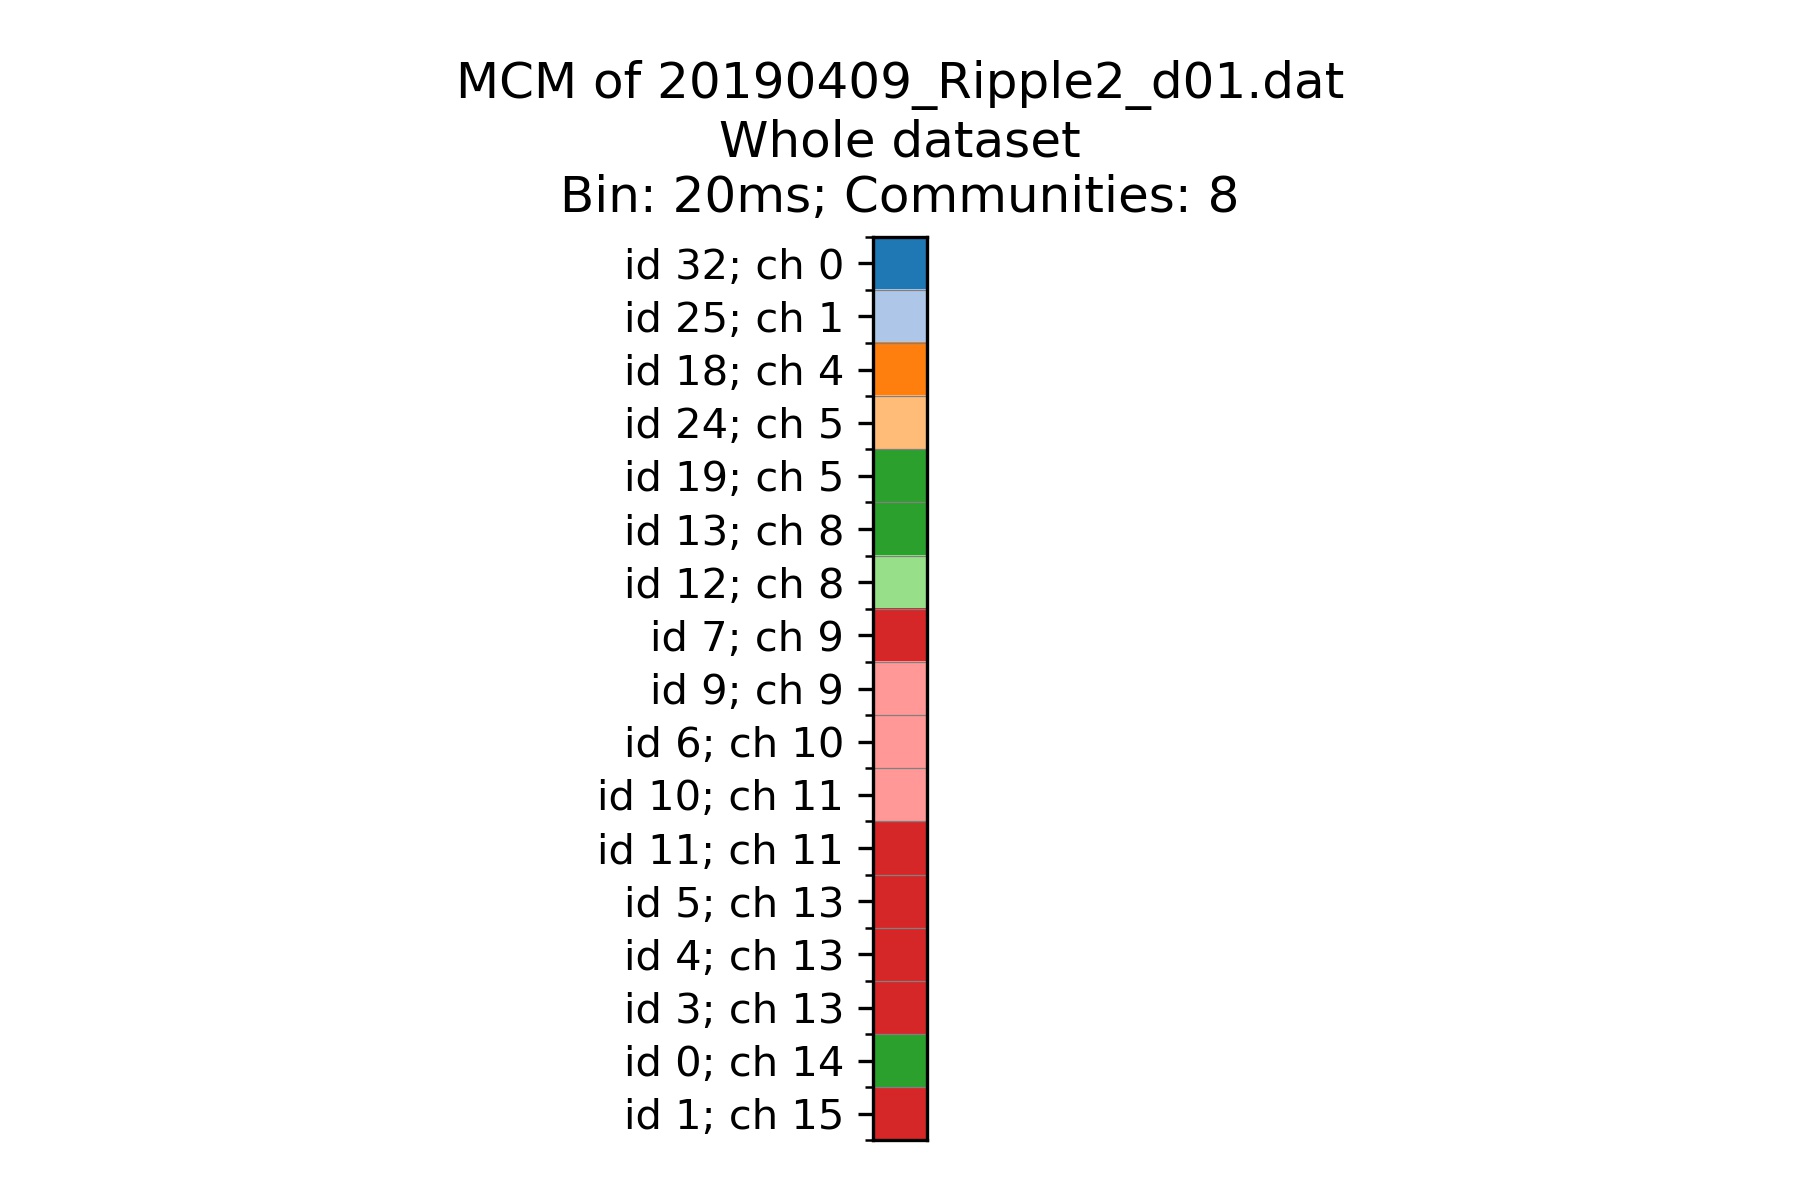 MCM of 20190409_Ripple2_d01.dat
Whole dataset
Bin: 20ms; Communities: 8
id 32; ch 0
id 25; ch 1
id 18; ch 4
id 24; ch 5
id 19; ch 5
id 13; ch 8
id 12; ch 8
id 7; ch 9
id 9; ch 9
id 6; ch 10
id 10; ch 11
id 11; ch 11
id 5; ch 13
id 4; ch 13
id 3; ch 13
id 0; ch 14
id 1; ch 15